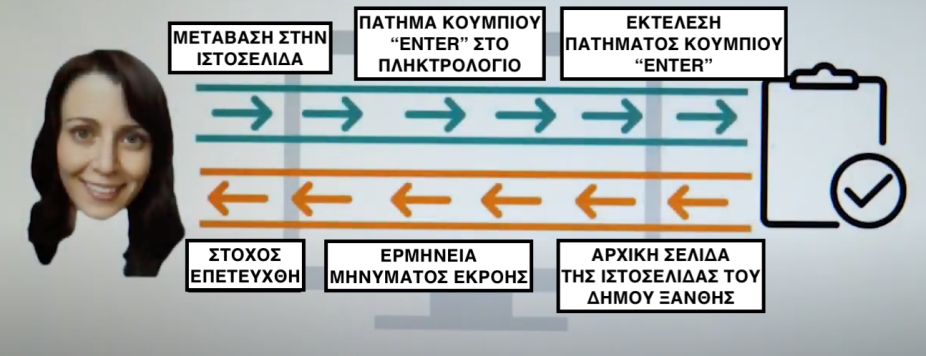 ΜΕΤΑΒΑΣΗ ΣΤΗΝ
ΙΣΤΟΣΕΛΙΔΑ
ΠΑΤΗΜΑ ΚΟΥΜΠΙΟΥ
“ENTER” ΣΤΟ
ΠΛΗΚΤΡΟΛΟΓΙΟ
ΕΚΤΕΛΕΣΗ
ΠΑΤΗΜΑΤΟΣ ΚΟΥΜΠΙΟΥ
“ENTER”
ΣΤΟΧΟΣ
ΕΠΕΤΕΥΧΘΗ
ΕΡΜΗΝΕΙΑ
ΜΗΝΥΜΑΤΟΣ ΕΚΡΟΗΣ
ΑΡΧΙΚΗ ΣΕΛΙΔΑ
ΤΗΣ ΙΣΤΟΣΕΛΙΔΑΣ ΤΟΥ
ΔΗΜΟΥ ΞΑΝΘΗΣ